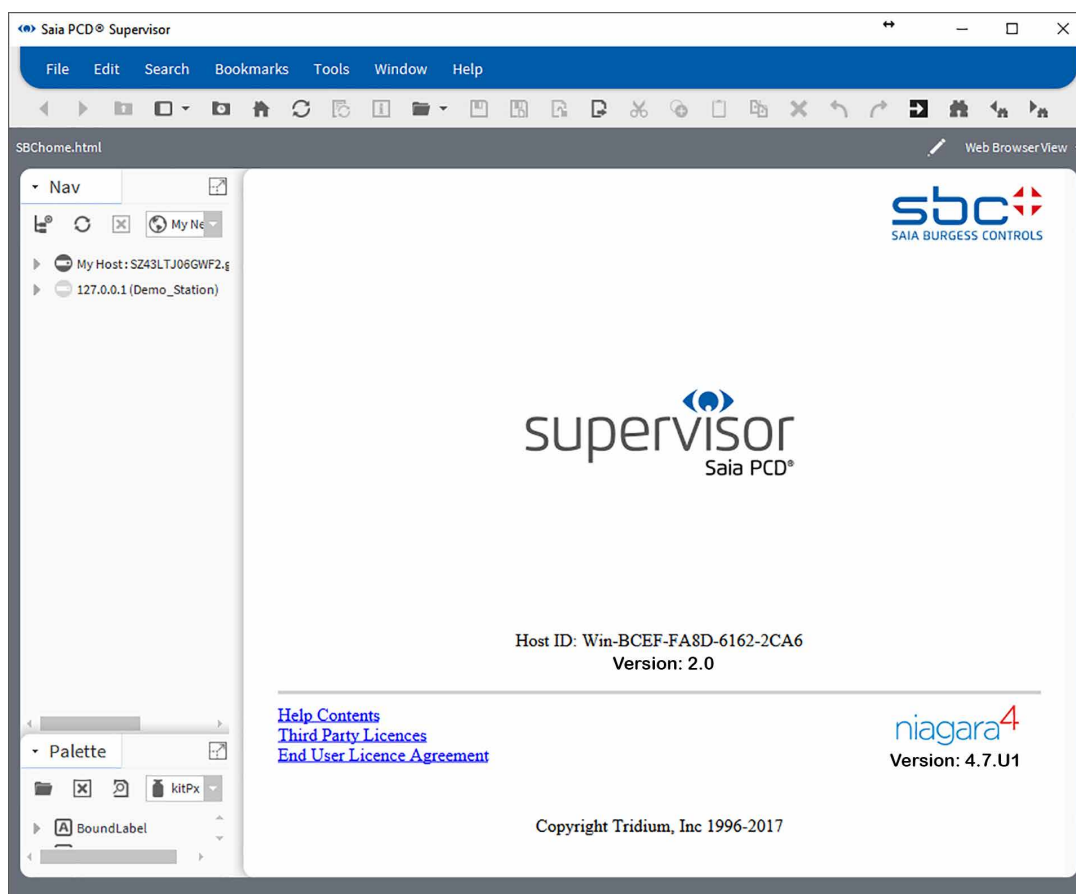 Saia PCD® Supervisor
File Edit Search Bookmarks Tools Window Help
SBChome.html
Web Browser View
Nav
My Ne
My Host : SZ43LTJ06GWF2.g
127.0.0.1 (Demo_Station)
sbc
SAIA BURGESS CONTROLS
supervisor
Saia PCD®
Host ID: Win-BCEF-FA8D-6162-2CA6
Version: 2.0
Help Contents
Third Party Licences
End User Licence Agreement
niagara4
Version: 4.7.U1
Copyright Tridium, Inc 1996-2017
Palette
kitPx
A BoundLabel